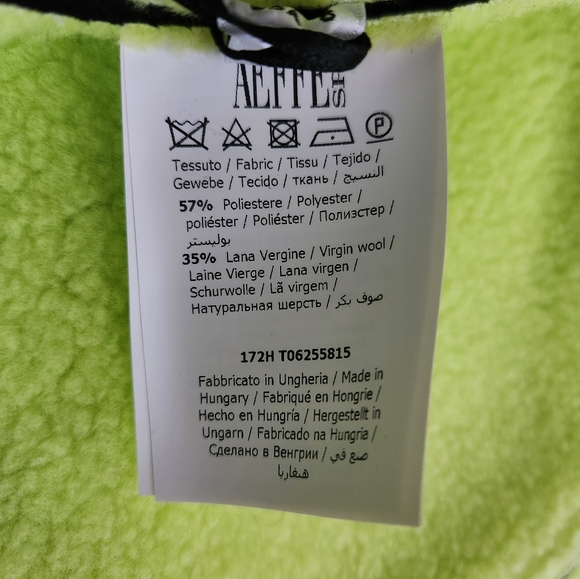 AEFFE
Tessuto / Fabric / Tissu / Tejido /
Gewebe / Tecido / ткань / النسيج
57% Poliestere / Polyester /
poliéster / Poliéster / Полиэстер /
بوليستر
35% Lana Vergine / Virgin wool /
Laine Vierge / Lana virgen /
Schurwolle / Lã virgem /
Натуральная шерсть / صوف بكر
172H T06255815
Fabbricato in Ungheria / Made in
Hungary / Fabriqué en Hongrie /
Hecho en Hungría / Hergestellt in
Ungarn / Fabricado na Hungria /
Сделано в Венгрии / صنع في
هنغاريا